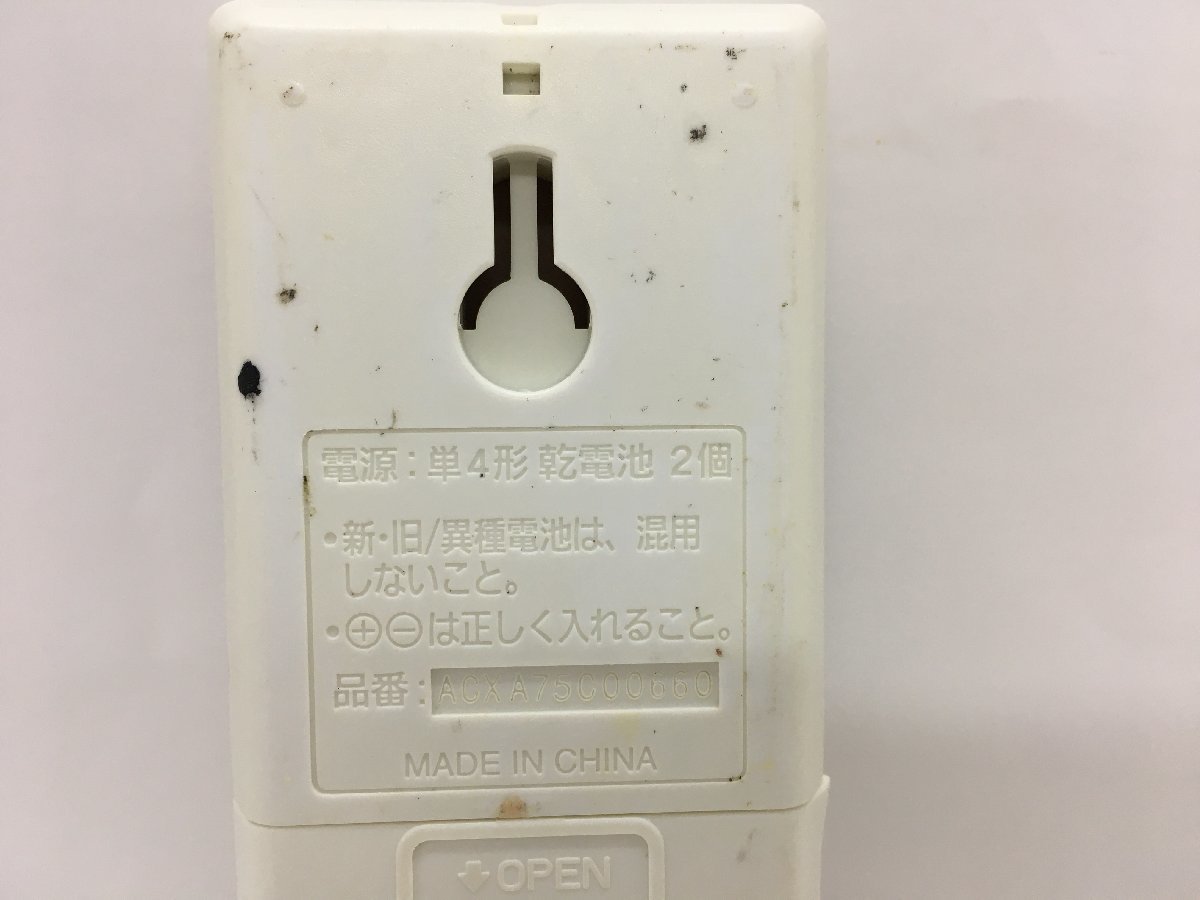 電源:単4形 乾電池 2個
•新・旧/異種電池は、混用
しないこと。
•⊕⊖は正しく入れること。
品番:ACXA75C00660
MADE IN CHINA
OPEN